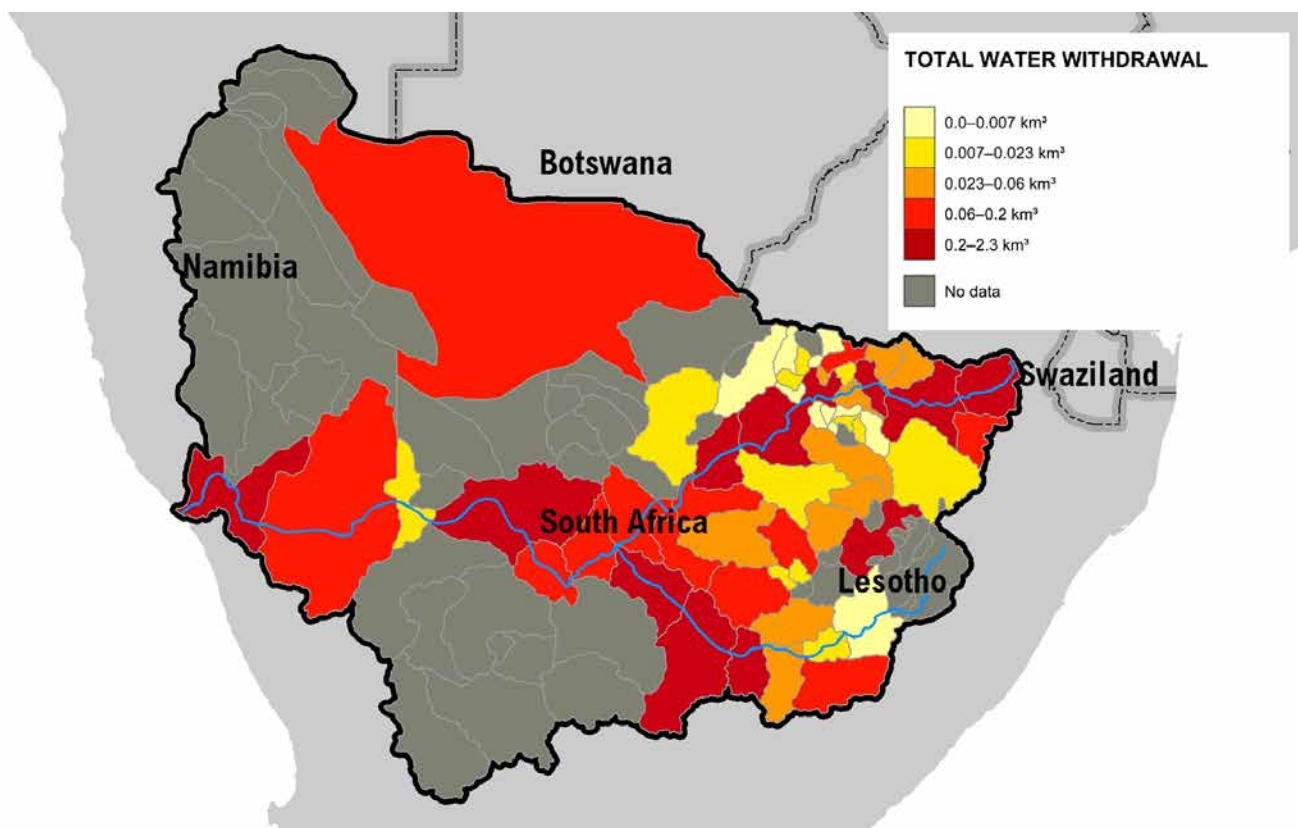 TOTAL WATER WITHDRAWAL
0.0–0.007 km³
0.007–0.023 km³
0.023–0.06 km³
0.06–0.2 km³
0.2–2.3 km³
No data
Botswana
Namibia
Swaziland
South Africa
Lesotho